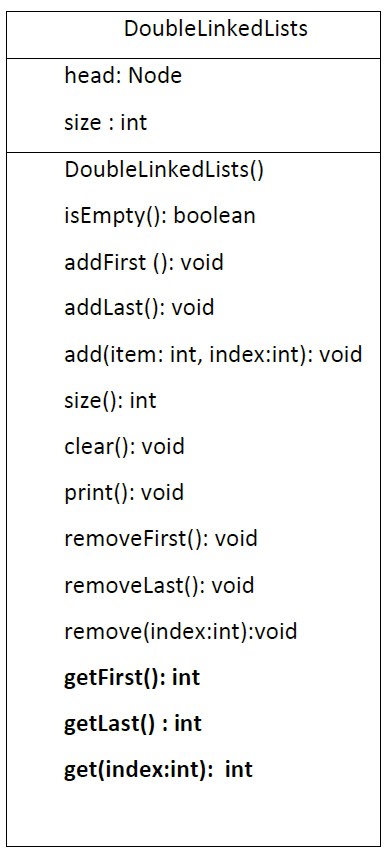 DoubleLinkedLists
head: Node
size : int
DoubleLinkedLists()
isEmpty(): boolean
addFirst (): void
addLast(): void
add(item: int, index:int): void
size(): int
clear(): void
print(): void
removeFirst(): void
removeLast(): void
remove(index:int):void
getFirst(): int
getLast() : int
get(index:int):  int